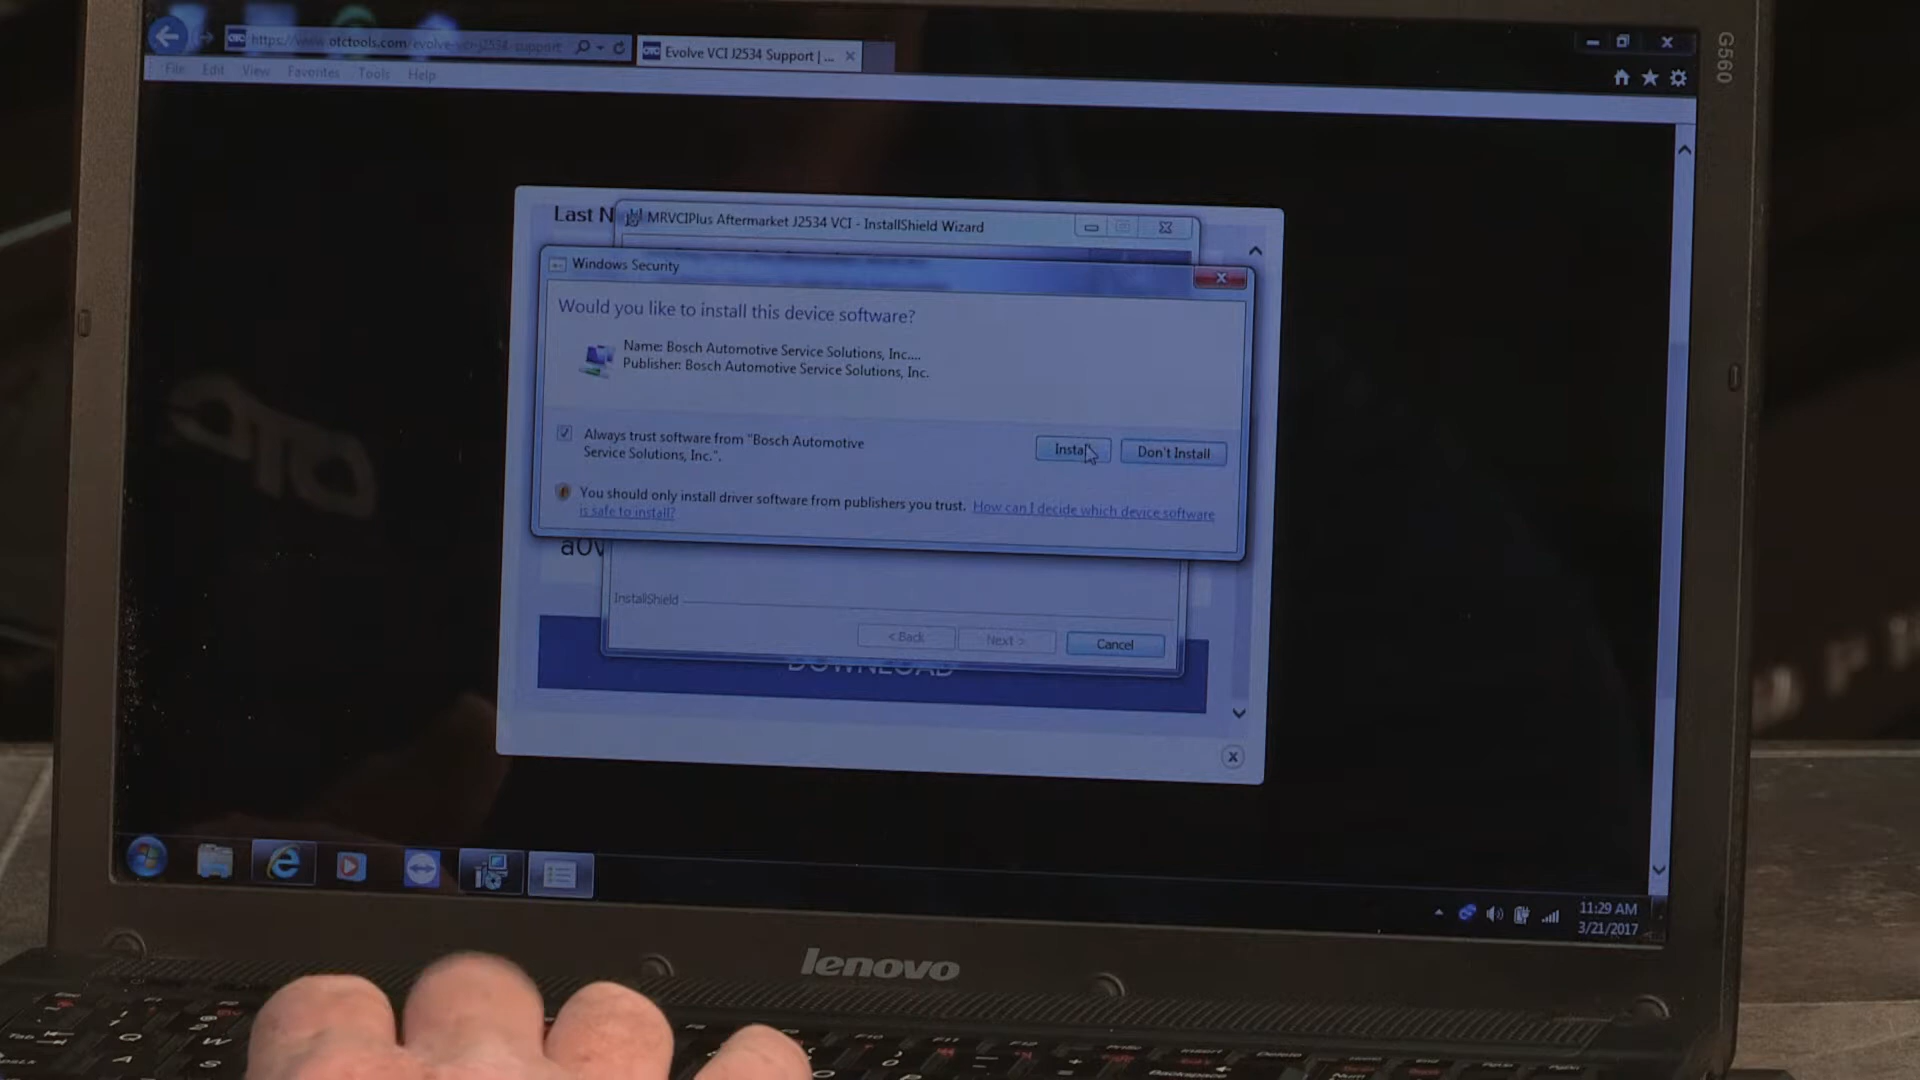 https://www.otctools.com/evolve-vci-j2534-support
Evolve VCI J2534 Support | ...
File Edit View Favorites Tools Help
G560
Last N
MRVCIPlus Aftermarket J2534 VCI - InstallShield Wizard
Windows Security
Would you like to install this device software?
Name: Bosch Automotive Service Solutions, Inc....
Publisher: Bosch Automotive Service Solutions, Inc.
Always trust software from "Bosch Automotive
Service Solutions, Inc.".
Install
Don't Install
You should only install driver software from publishers you trust. How can I decide which device software
is safe to install?
InstallShield
< Back
Next >
Cancel
DOWNLOAD
OTC
11:29 AM
3/21/2017
lenovo